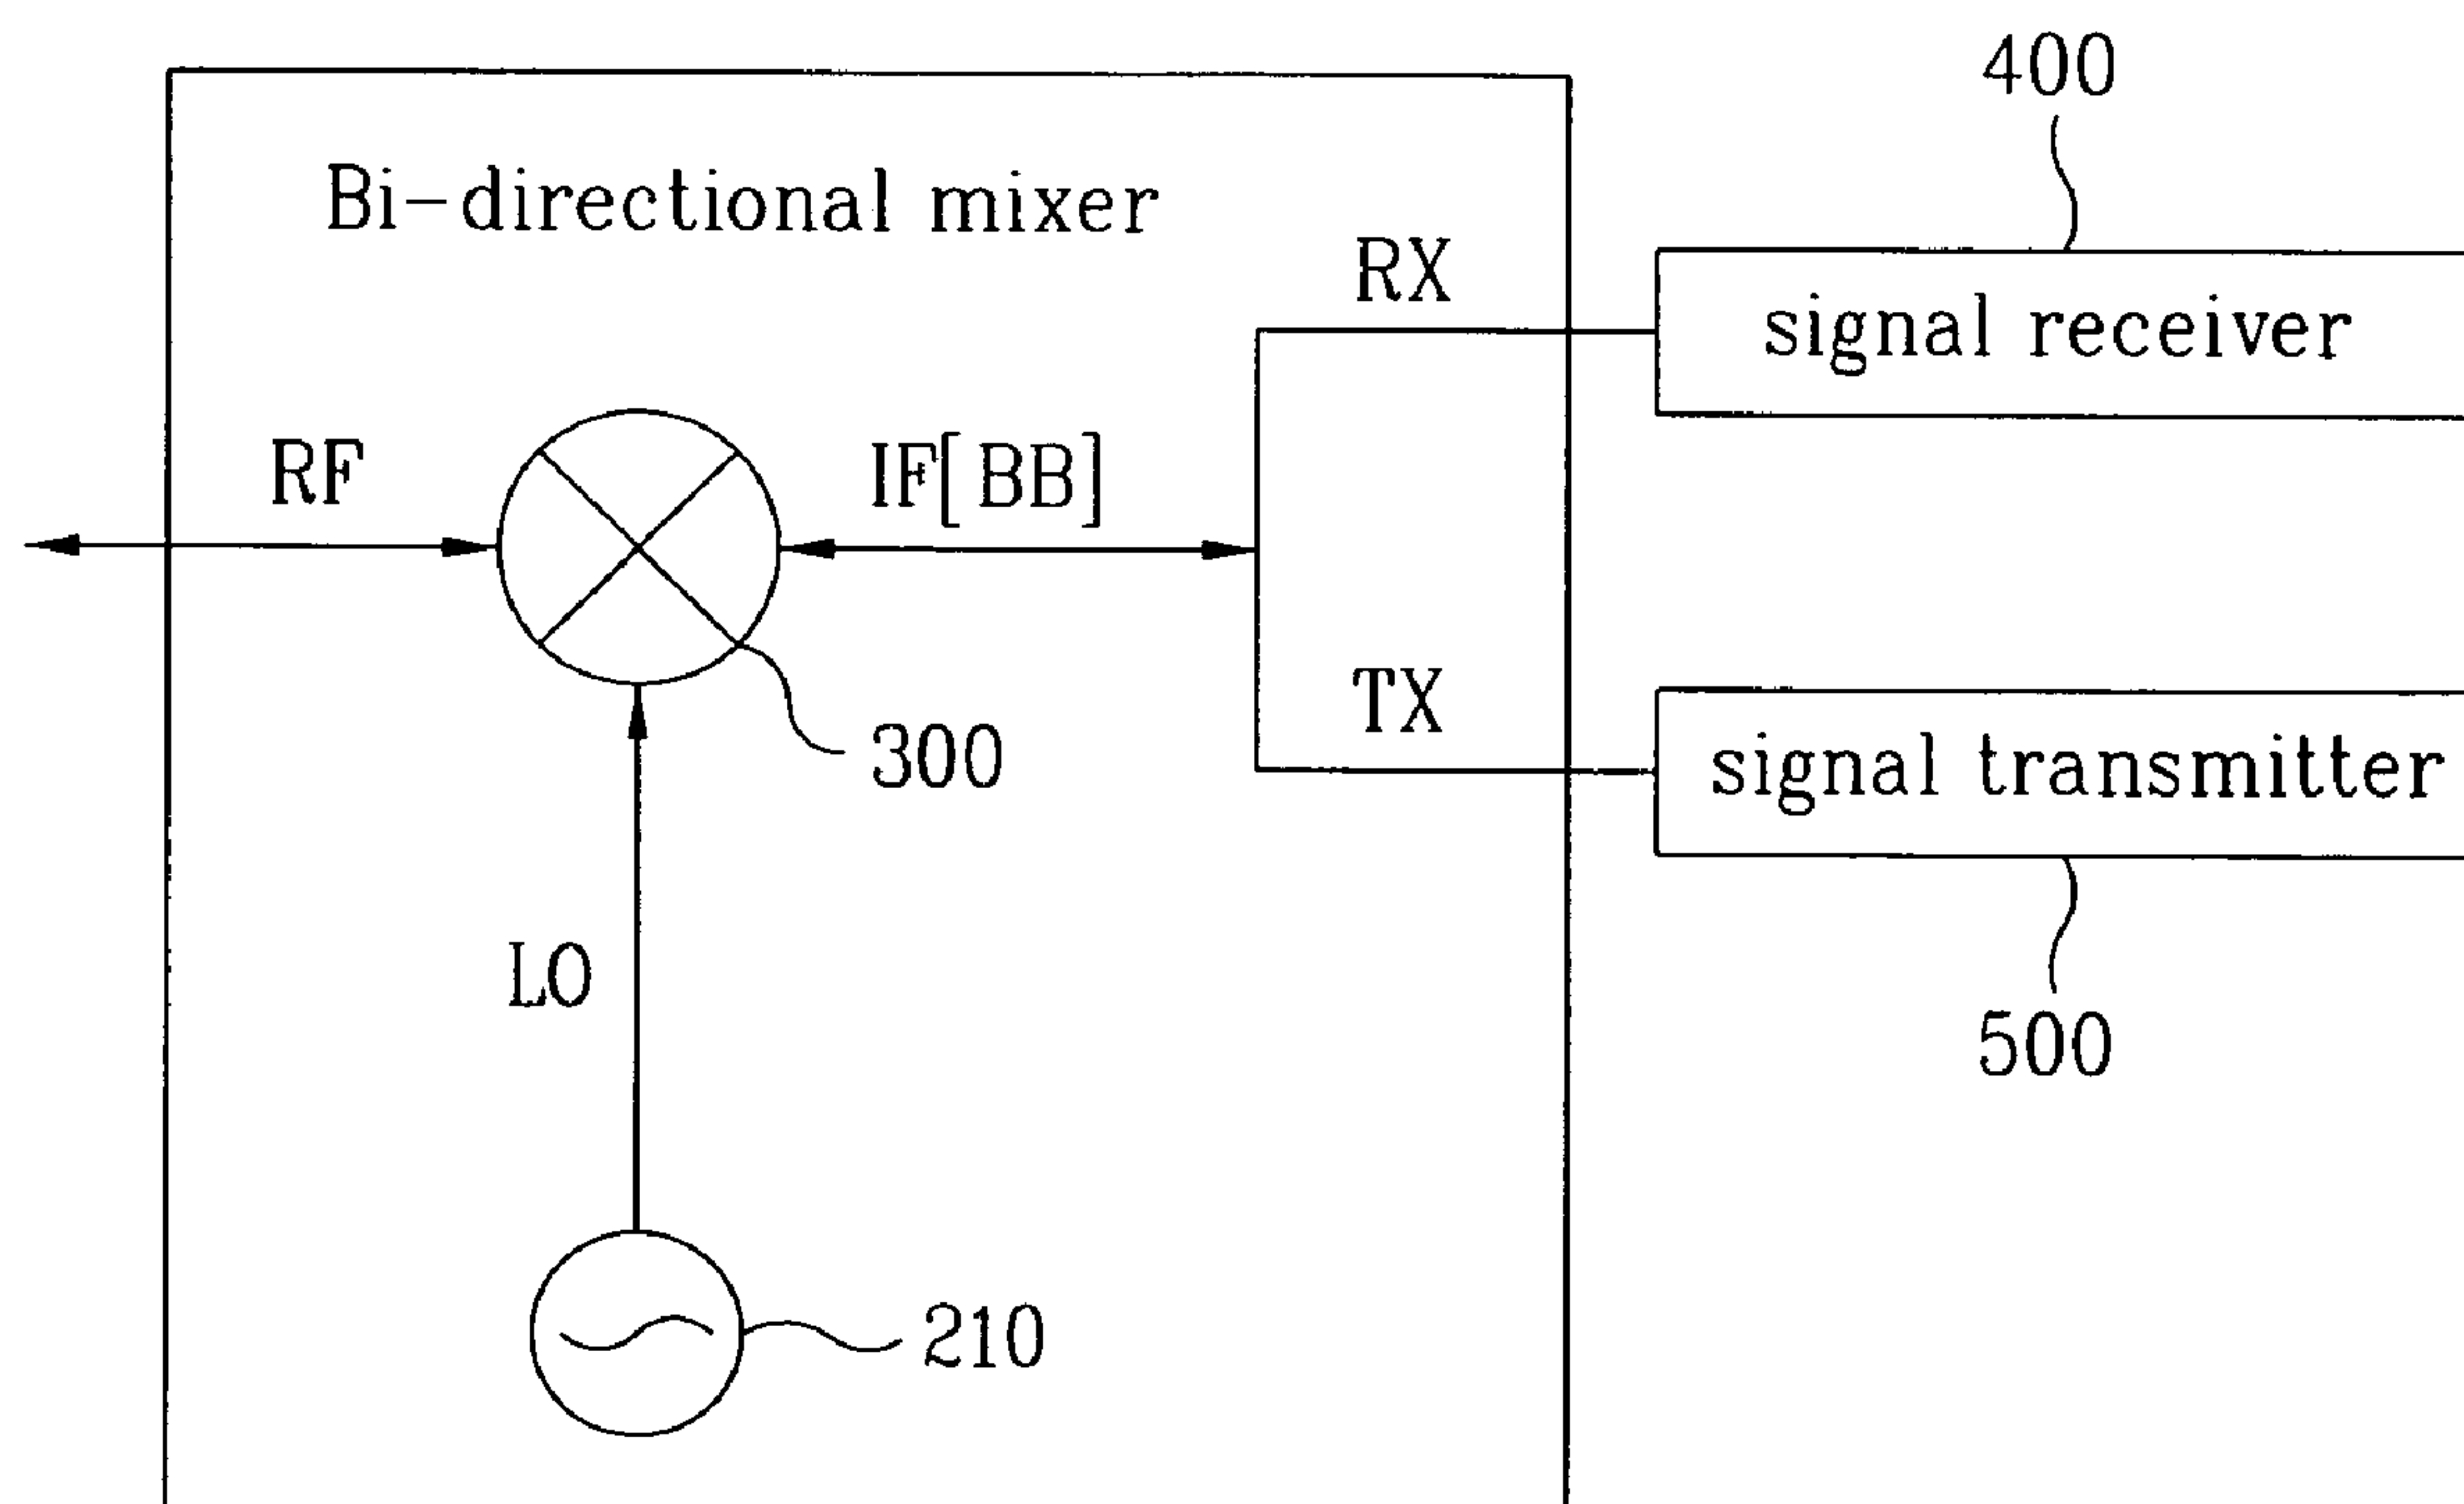 400
Bi-directional mixer
RX
signal receiver
RF
IF[BB]
TX
300
signal transmitter
LO
500
210